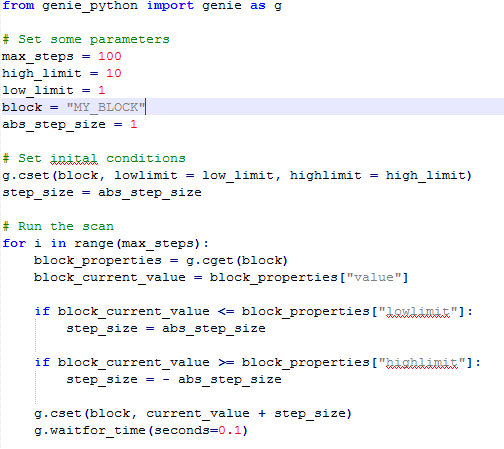 from genie_python import genie as g

# Set some parameters
max_steps = 100
high_limit = 10
low_limit = 1
block = "MY_BLOCK"
abs_step_size = 1

# Set inital conditions
g.cset(block, lowlimit = low_limit, highlimit = high_limit)
step_size = abs_step_size

# Run the scan
for i in range(max_steps):
    block_properties = g.cget(block)
    block_current_value = block_properties["value"]

    if block_current_value <= block_properties["lowlimit"]:
        step_size = abs_step_size

    if block_current_value >= block_properties["highlimit"]:
        step_size = - abs_step_size

    g.cset(block, current_value + step_size)
    g.waitfor_time(seconds=0.1)